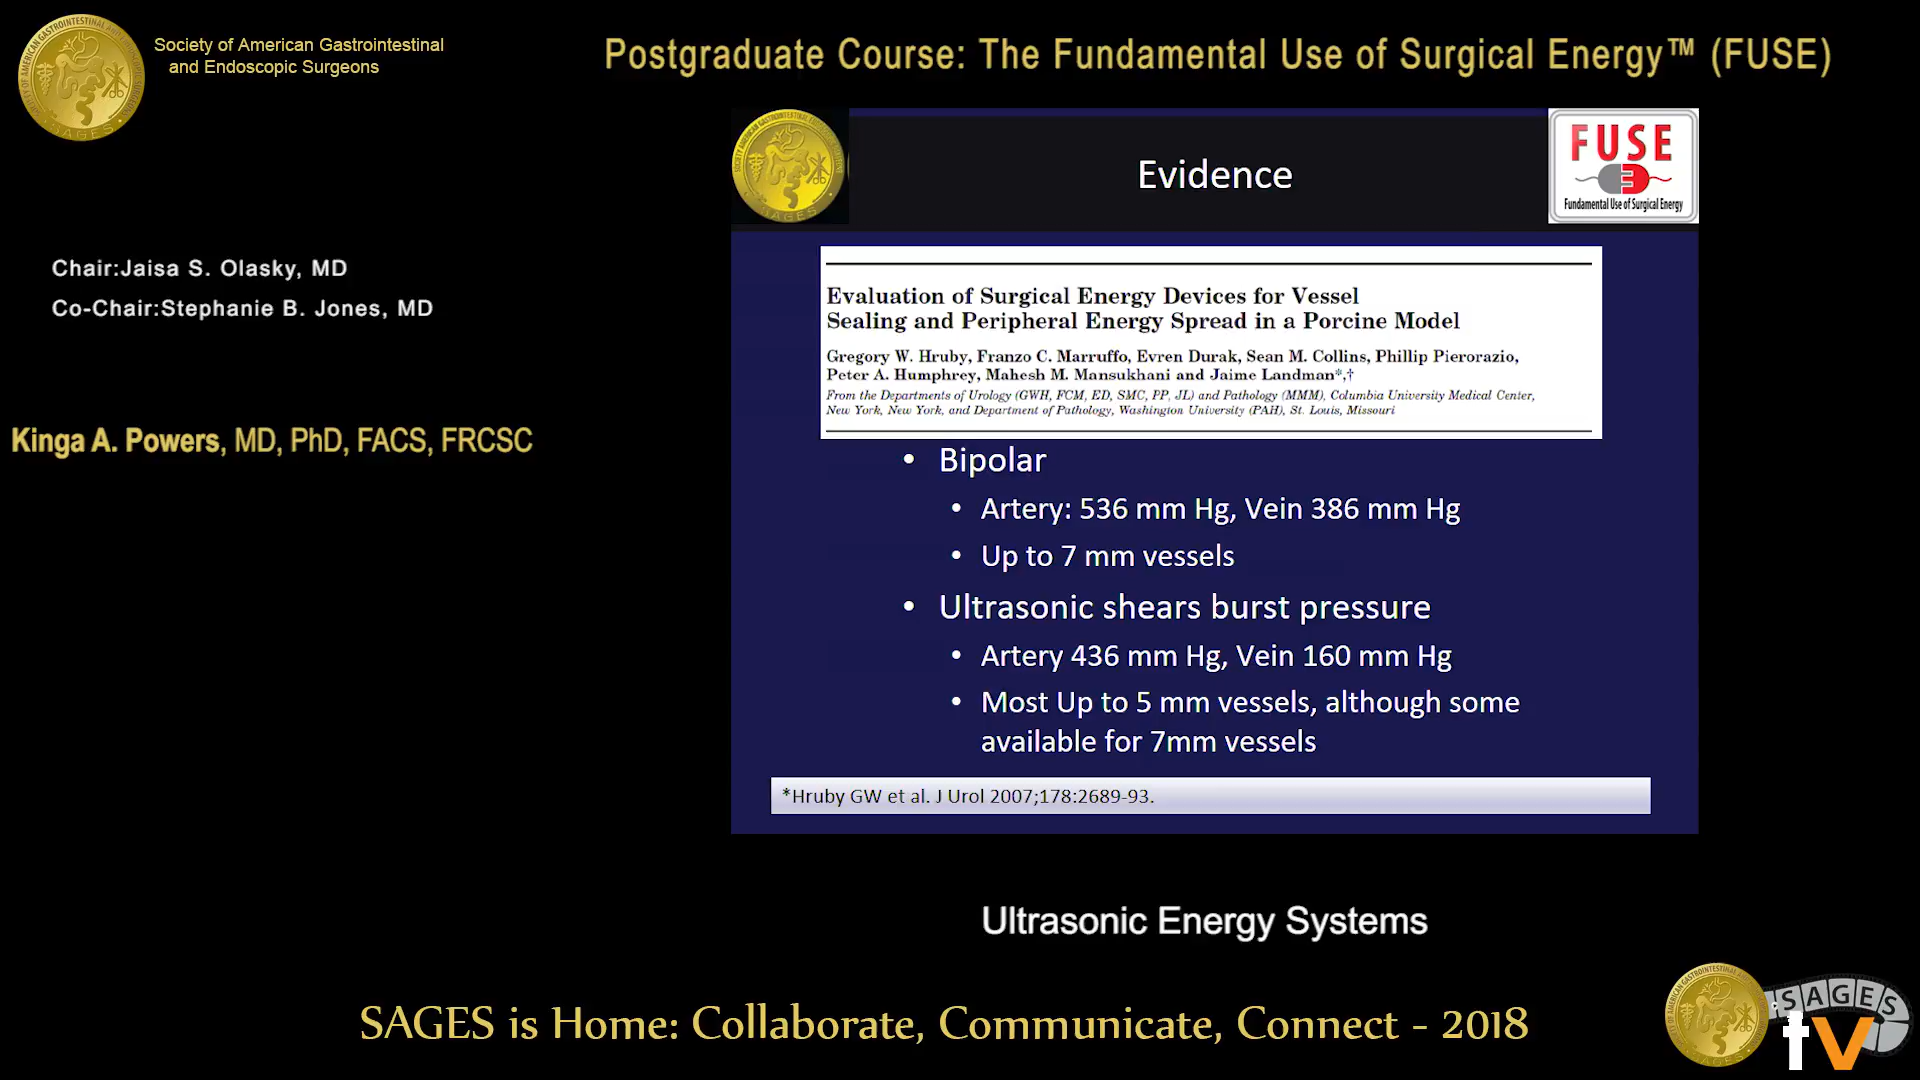 Society of American Gastrointestinal
and Endoscopic Surgeons
Postgraduate Course: The Fundamental Use of Surgical Energy™ (FUSE)
Chair:Jaisa S. Olasky, MD
Co-Chair:Stephanie B. Jones, MD
Kinga A. Powers, MD, PhD, FACS, FRCSC
SAGES
Evidence
FUSE
Fundamental Use of Surgical Energy
Evaluation of Surgical Energy Devices for Vessel
Sealing and Peripheral Energy Spread in a Porcine Model
Gregory W. Hruby, Franzo C. Marruffo, Evren Durak, Sean M. Collins, Phillip Pierorazio,
Peter A. Humphrey, Mahesh M. Mansukhani and Jaime Landman*,†
From the Departments of Urology (GWH, FCM, ED, SMC, PP, JL) and Pathology (MMM), Columbia University Medical Center,
New York, New York, and Department of Pathology, Washington University (PAH), St. Louis, Missouri
• Bipolar
• Artery: 536 mm Hg, Vein 386 mm Hg
• Up to 7 mm vessels
• Ultrasonic shears burst pressure
• Artery 436 mm Hg, Vein 160 mm Hg
• Most Up to 5 mm vessels, although some
available for 7mm vessels
*Hruby GW et al. J Urol 2007;178:2689-93.
Ultrasonic Energy Systems
SAGES is Home: Collaborate, Communicate, Connect - 2018
SAGES
tv